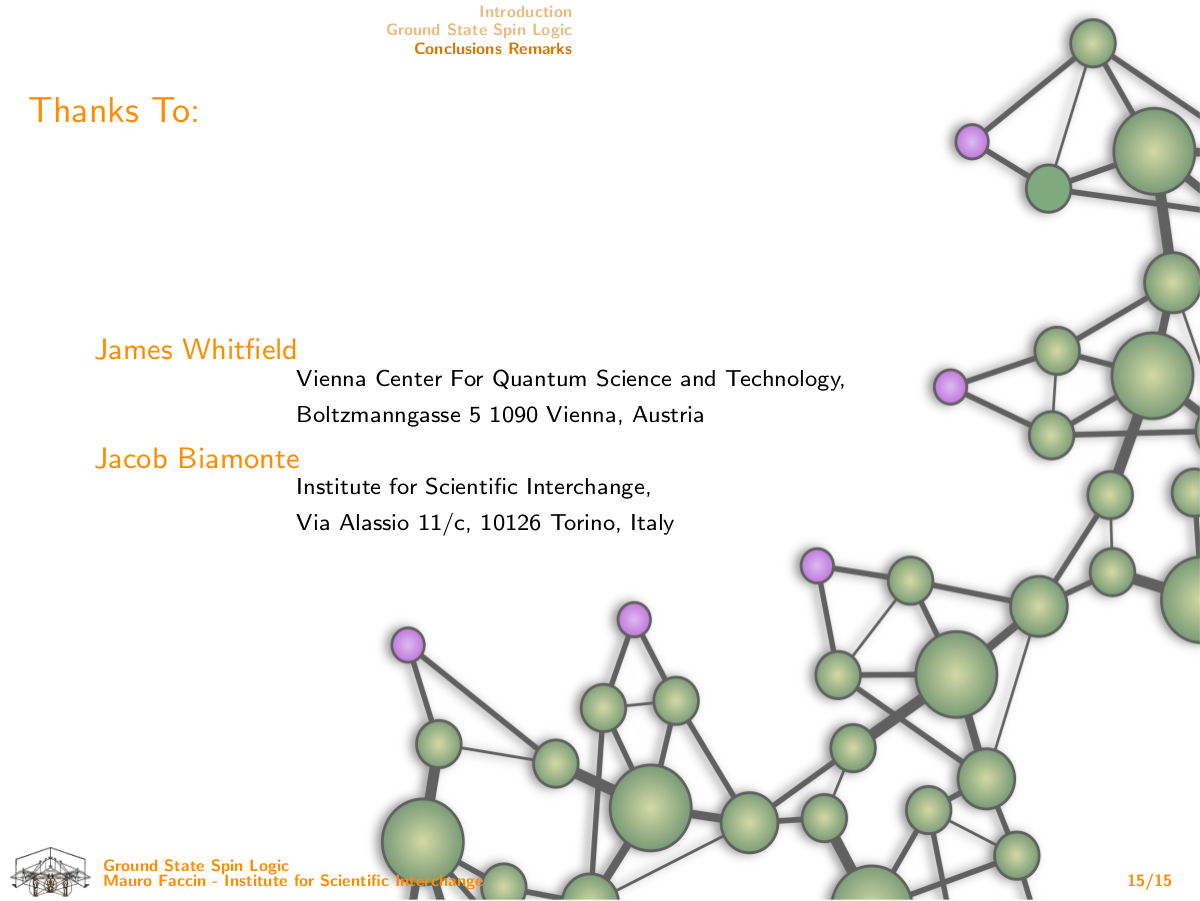 Introduction
Ground State Spin Logic
Conclusions Remarks
Thanks To:
James Whitfield
Vienna Center For Quantum Science and Technology,
Boltzmanngasse 5 1090 Vienna, Austria
Jacob Biamonte
Institute for Scientific Interchange,
Via Alassio 11/c, 10126 Torino, Italy
Ground State Spin Logic
Mauro Faccin - Institute for Scientific Interchange
15/15